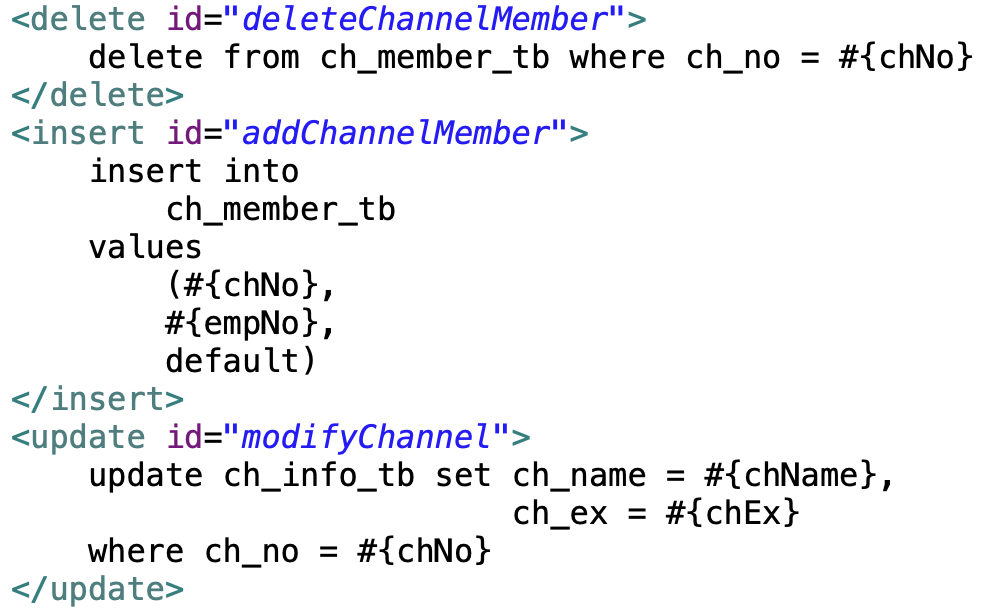 <delete id="deleteChannelMember">
    delete from ch_member_tb where ch_no = #{chNo}
</delete>
<insert id="addChannelMember">
    insert into
        ch_member_tb
    values
        (#{chNo},
        #{empNo},
        default)
</insert>
<update id="modifyChannel">
    update ch_info_tb set ch_name = #{chName},
                          ch_ex = #{chEx}
    where ch_no = #{chNo}
</update>